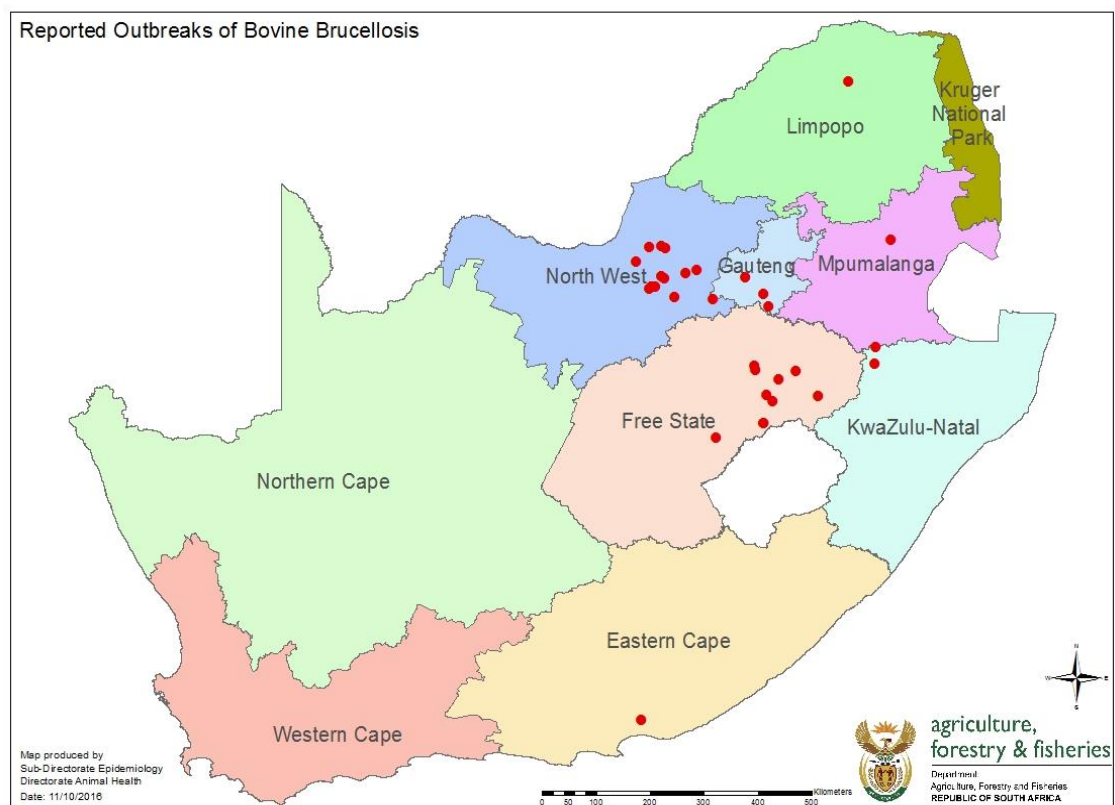 Reported Outbreaks of Bovine Brucellosis
Kruger
National
Park
Limpopo
North West
Gauteng
Mpumalanga
Free State
KwaZulu-Natal
Northern Cape
Eastern Cape
Western Cape
N
W
E
S
Map produced by
Sub-Directorate Epidemiology
Directorate Animal Health
Date: 11/10/2016
Kilometers
0 50 100 200 300 400 500
agriculture,
forestry & fisheries
Department:
Agriculture, Forestry and Fisheries
REPUBLIC OF SOUTH AFRICA